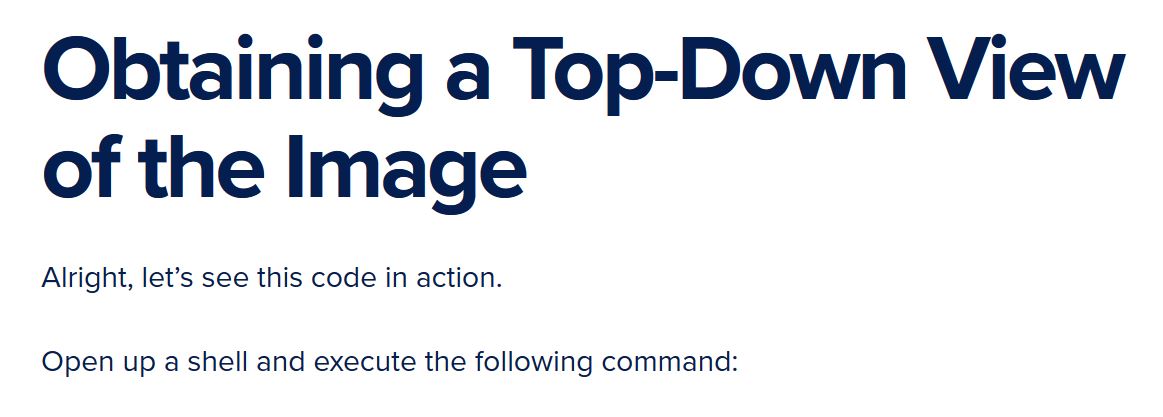 Obtaining a Top-Down View
of the Image
Alright, let’s see this code in action.
Open up a shell and execute the following command: